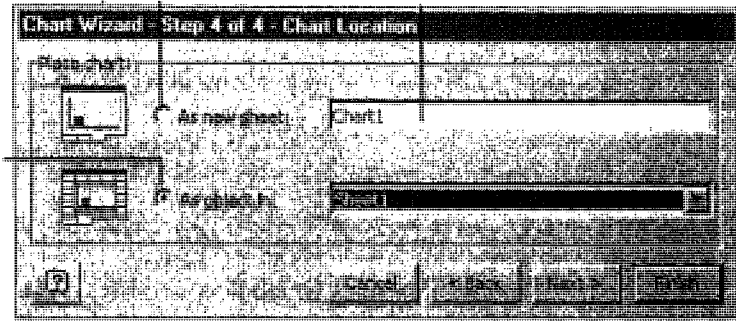 Chart Wizard - Step 4 of 4 - Chart Location
Place chart:
As new sheet: Chart1
As object in: Sheet1
Cancel < Back Next > Finish